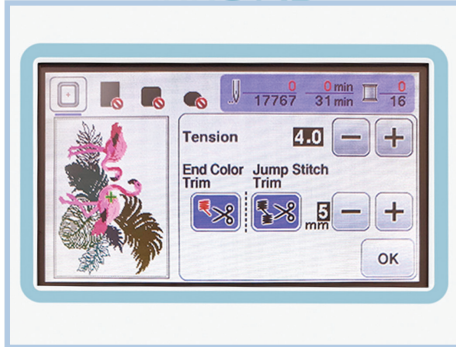 0 0 min 0
17767 31 min 16
Tension 4.0 − +
End Color Jump Stitch
Trim Trim
5 mm − +
OK